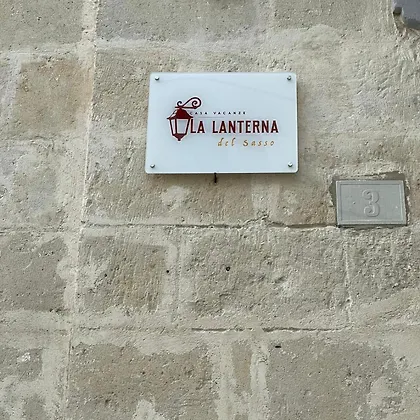 CASA VACANZE
LA LANTERNA
del Sasso
3